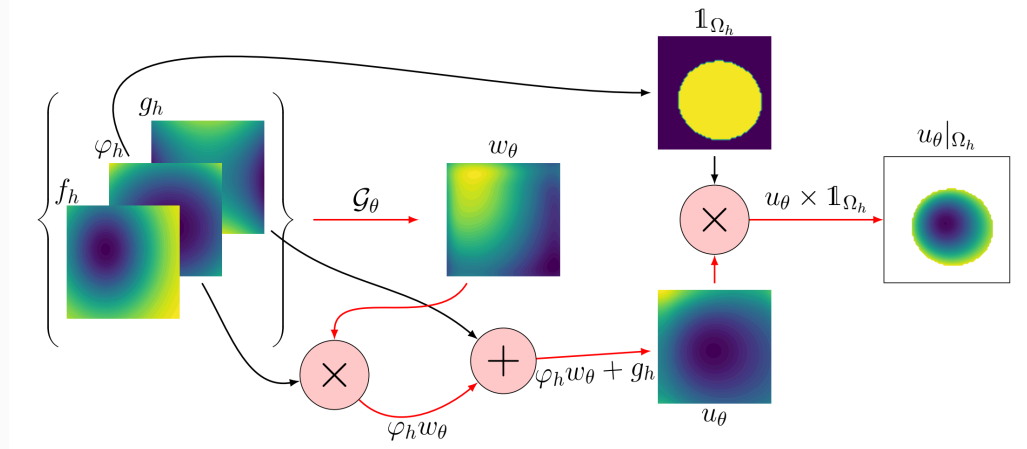 𝟙_{Ω_h}
g_h
φ_h
f_h
𝒢_θ
w_θ
×
u_θ × 𝟙_{Ω_h}
u_θ|_{Ω_h}
×
+
φ_h w_θ + g_h
φ_h w_θ
u_θ